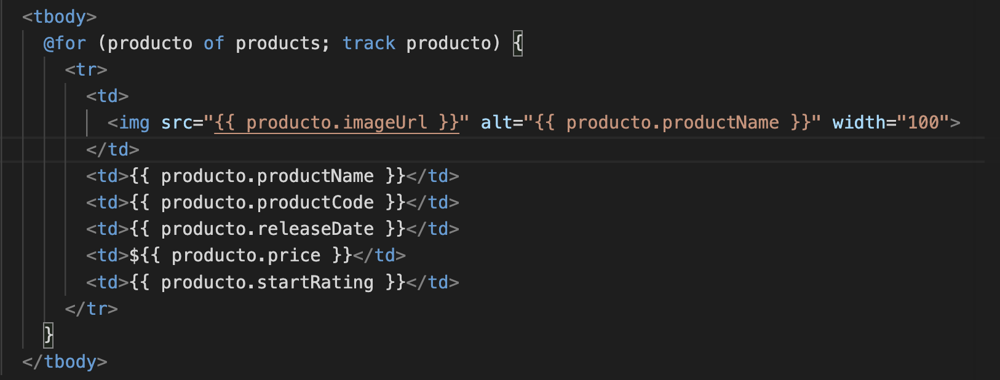 <tbody>
@for (producto of products; track producto) {
<tr>
<td>
<img src="{{ producto.imageUrl }}" alt="{{ producto.productName }}" width="100">
</td>
<td>{{ producto.productName }}</td>
<td>{{ producto.productCode }}</td>
<td>{{ producto.releaseDate }}</td>
<td>${{ producto.price }}</td>
<td>{{ producto.startRating }}</td>
</tr>
}
</tbody>